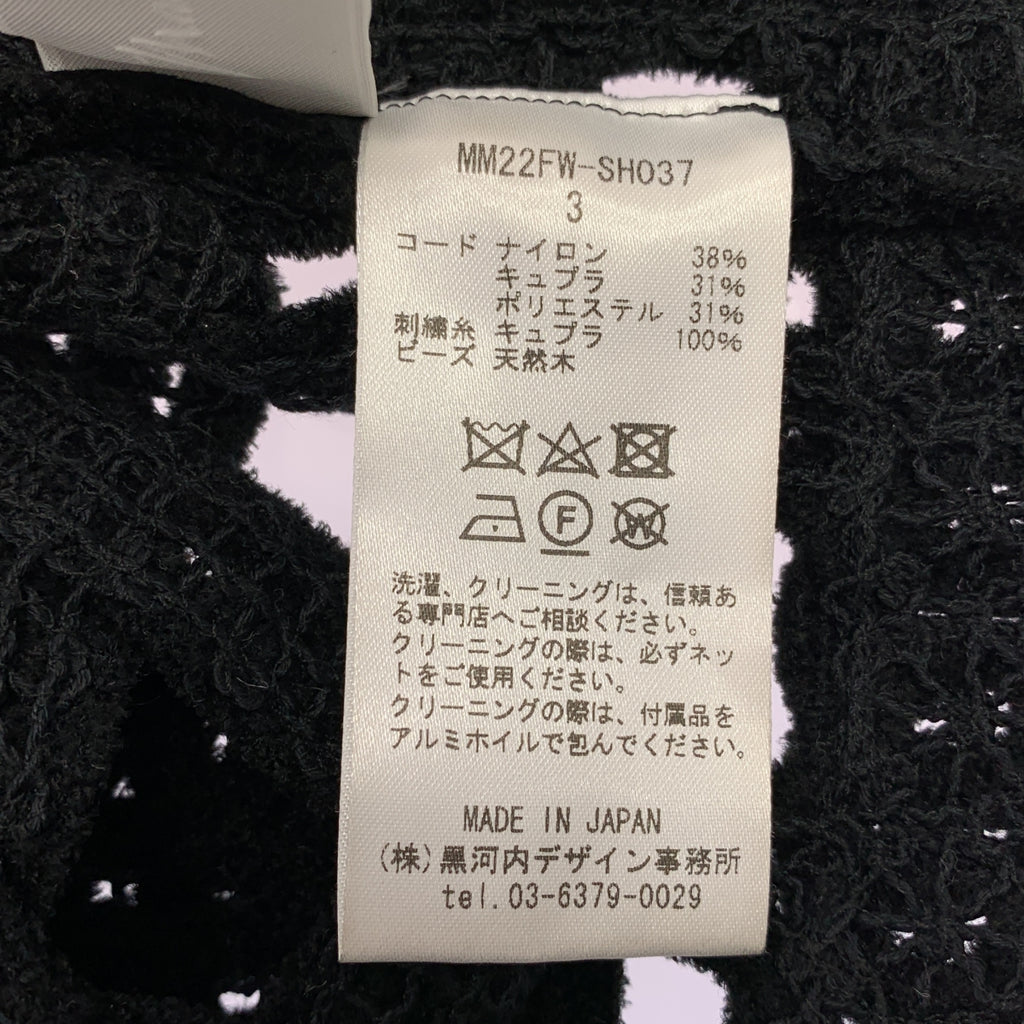 MM22FW-SH037
3
コード ナイロン 38%
キュプラ 31%
ポリエステル 31%
刺繍糸 キュプラ 100%
ビーズ 天然木
F
W
洗濯、クリーニングは、信頼あ
る専門店へご相談ください。
クリーニングの際は、必ずネッ
トをご使用ください。
クリーニングの際は、付属品を
アルミホイルで包んでください。
MADE IN JAPAN
(株)黒河内デザイン事務所
tel.03-6379-0029